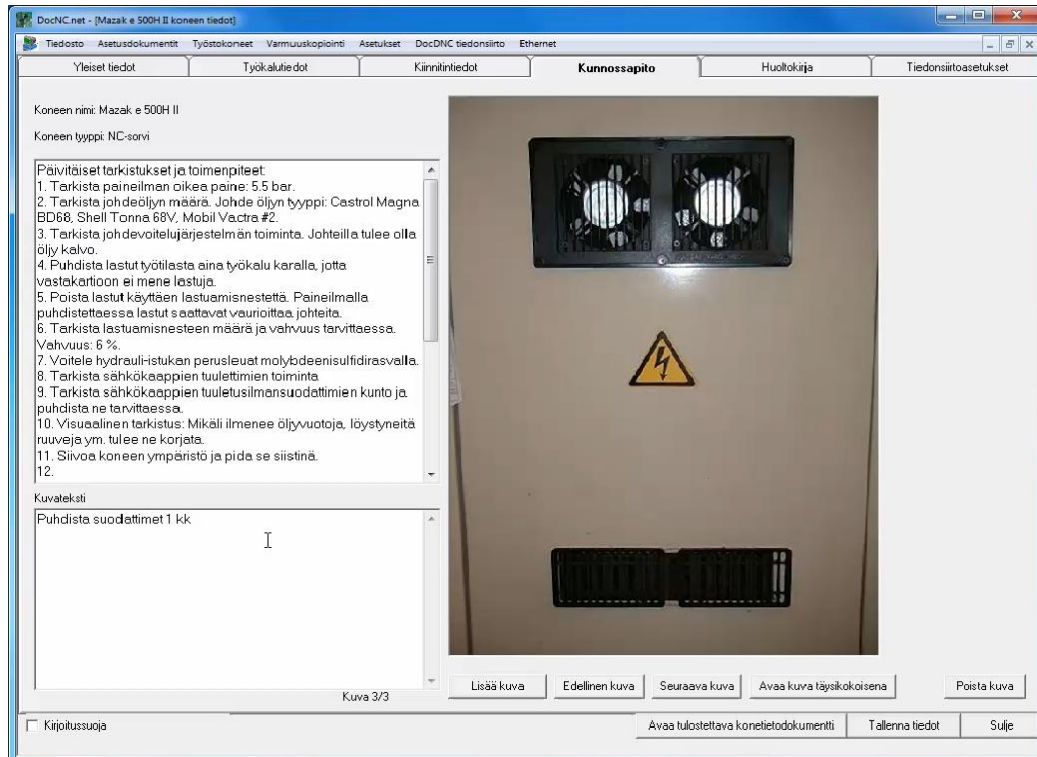 DocNC.net - [Mazak e 500H II koneen tiedot]
Tiedosto Asetusdokumentit Työstokoneet Varmuuskopiointi Asetukset DocDNC tiedonsiirto Ethernet
Yleiset tiedot Työkalutiedot Kiinnitintiedot Kunnossapito Huoltokirja Tiedonsiirtoasetukset
Koneen nimi: Mazak e 500H II
Koneen tyyppi: NC-sorvi
Päivitäiset tarkistukset ja toimenpiteet:
1. Tarkista paineilman oikea paine: 5.5 bar.
2. Tarkista johdeöljyn määrä. Johde öljyn tyyppi: Castrol Magna
BD68, Shell Tonna 68V, Mobil Vactra #2.
3. Tarkista johdevoitelujärjestelmän toiminta. Johteilla tulee olla
öljy kalvo.
4. Puhdista lastut työtilasta aina työkalu karalla, jotta
vastakartioon ei mene lastuja.
5. Poista lastut käyttäen lastuamisnestettä. Paineilmalla
puhdistettaessa lastut saattavat vaurioittaa johteita.
6. Tarkista lastuamisnesteen määrä ja vahvuus tarvittaessa.
Vahvuus: 6 %.
7. Voitele hydrauli-istukan perusleuat molybdeenisulfidirasvalla.
8. Tarkista sähkökaappien tuulettimien toiminta
9. Tarkista sähkökaappien tuuletusilmansuodattimien kunto ja
puhdista ne tarvittaessa.
10. Visuaalinen tarkistus: Mikäli ilmenee öljyvuotoja, löystyneitä
ruuveja ym. tulee ne korjata.
11. Siivoa koneen ympäristö ja pida se siistinä.
12.
Kuvateksti
Puhdista suodattimet 1 kk
Kuva 3/3
Lisää kuva Edellinen kuva Seuraava kuva Avaa kuva täysikokoisena Poista kuva
Kirjoitussuoja Avaa tulostettava konetietodokumentti Tallenna tiedot Sulje